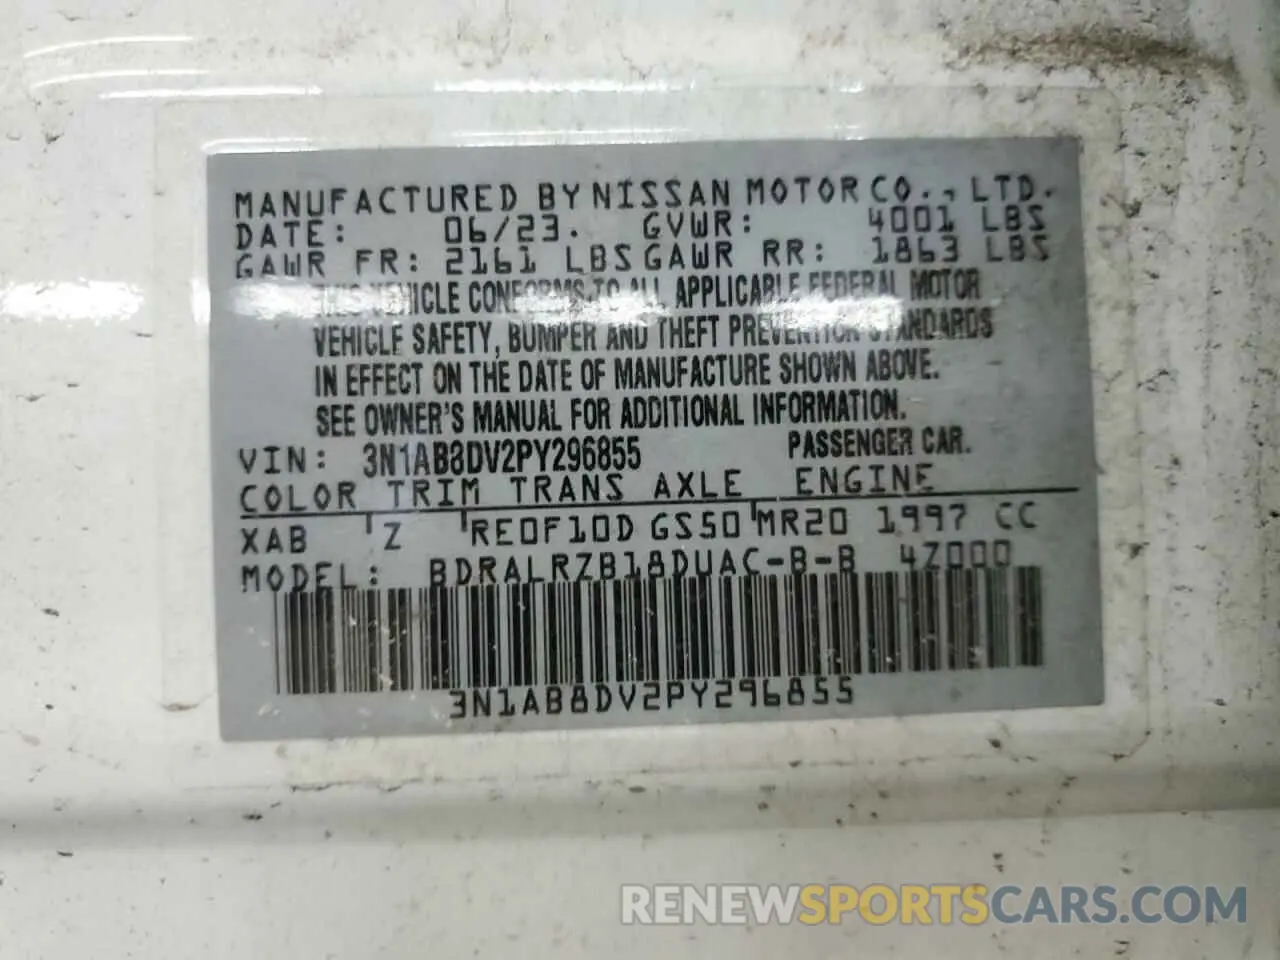 MANUFACTURED BY NISSAN MOTOR CO., LTD.
DATE: 06/23. GVWR: 4001 LBS
GAWR FR: 2161 LBS GAWR RR: 1863 LBS
THIS VEHICLE CONFORMS TO ALL APPLICABLE FEDERAL MOTOR
VEHICLE SAFETY, BUMPER AND THEFT PREVENTION STANDARDS
IN EFFECT ON THE DATE OF MANUFACTURE SHOWN ABOVE.
SEE OWNER'S MANUAL FOR ADDITIONAL INFORMATION.
VIN: 3N1AB8DV2PY296855 PASSENGER CAR.
COLOR TRIM TRANS AXLE ENGINE
XAB Z RE0F10D GS50 MR20 1997 CC
MODEL: BDRALRZB18DUAC-B-B 4Z000
3N1AB8DV2PY296855
RENEWSPORTSCARS.COM